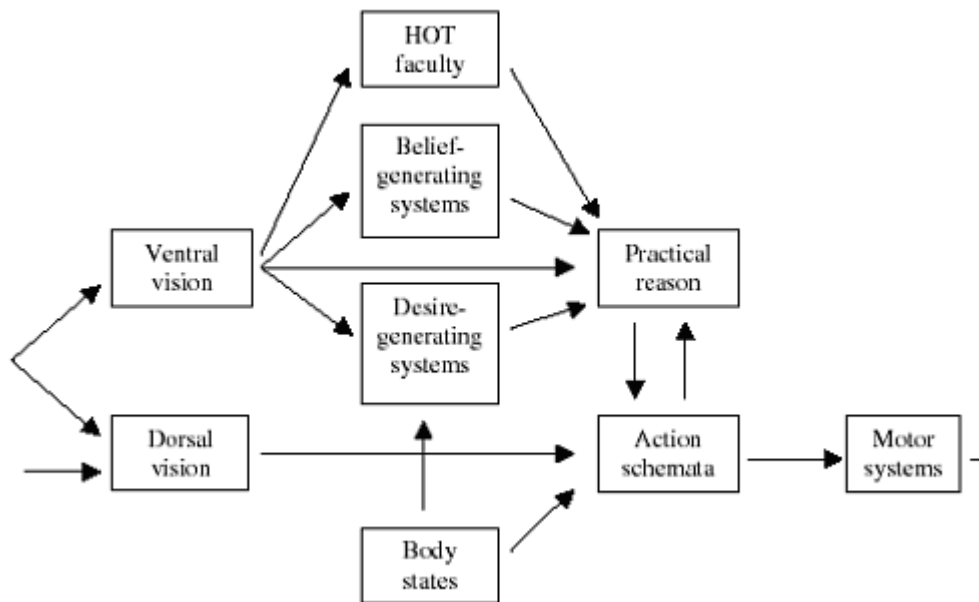 HOT
faculty
Belief-
generating
systems
Ventral
vision
Practical
reason
Desire-
generating
systems
Dorsal
vision
Action
schemata
Motor
systems
Body
states